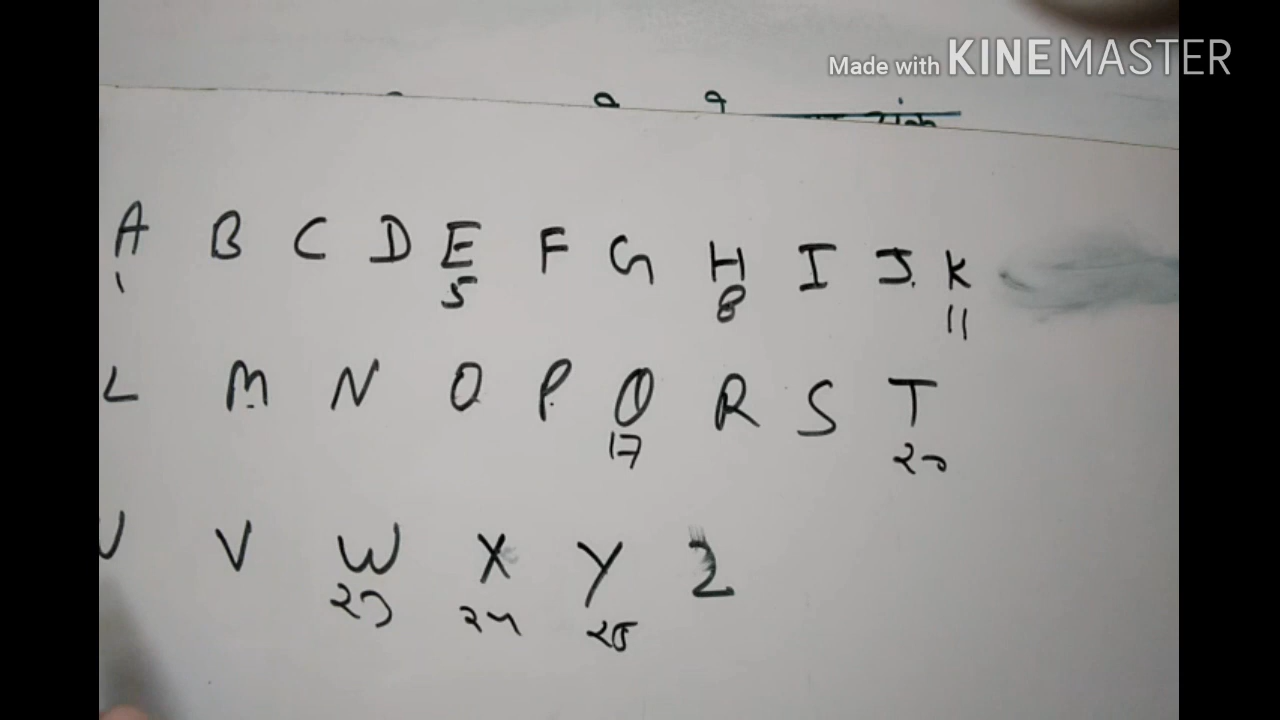 Made with KINEMASTER
A B C D E F G H I J. K
1 5 8 11
L M N O P Q R S T
17 20
U V W X Y Z
23 24 25